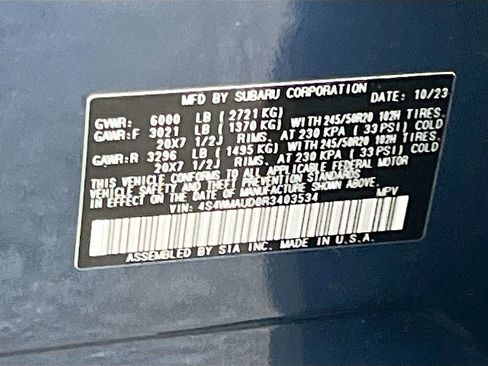 MFD BY SUBARU CORPORATION DATE: 10/23
GVWR: 6000 LB ( 2721 KG)
GAWR:F 3021 LB ( 1370 KG) WITH 245/50R20 102H TIRES,
20X7 1/2J RIMS, AT 230 KPA ( 33 PSI) COLD
GAWR:R 3296 LB ( 1495 KG) WITH 245/50R20 102H TIRES,
20X7 1/2J RIMS, AT 230 KPA ( 33 PSI) COLD
THIS VEHICLE CONFORMS TO ALL APPLICABLE FEDERAL MOTOR
VEHICLE SAFETY AND THEFT PREVENTION STANDARDS
IN EFFECT ON THE DATE OF MANUFACTURE SHOWN ABOVE.
VIN: 4S4WMAUD0R3403534 MPV
ASSEMBLED BY SIA INC. MADE IN U.S.A.